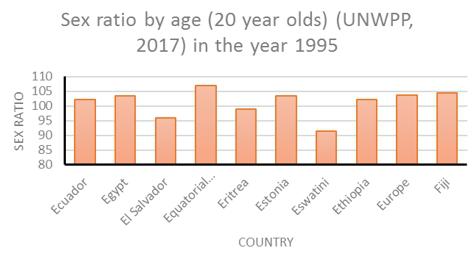 Sex ratio by age (20 year olds) (UNWPP,
2017) in the year 1995
110
105
100
95
90
85
80
SEX RATIO
Ecuador
Egypt
El Salvador
Equatorial...
Eritrea
Estonia
Eswatini
Ethiopia
Europe
Fiji
COUNTRY